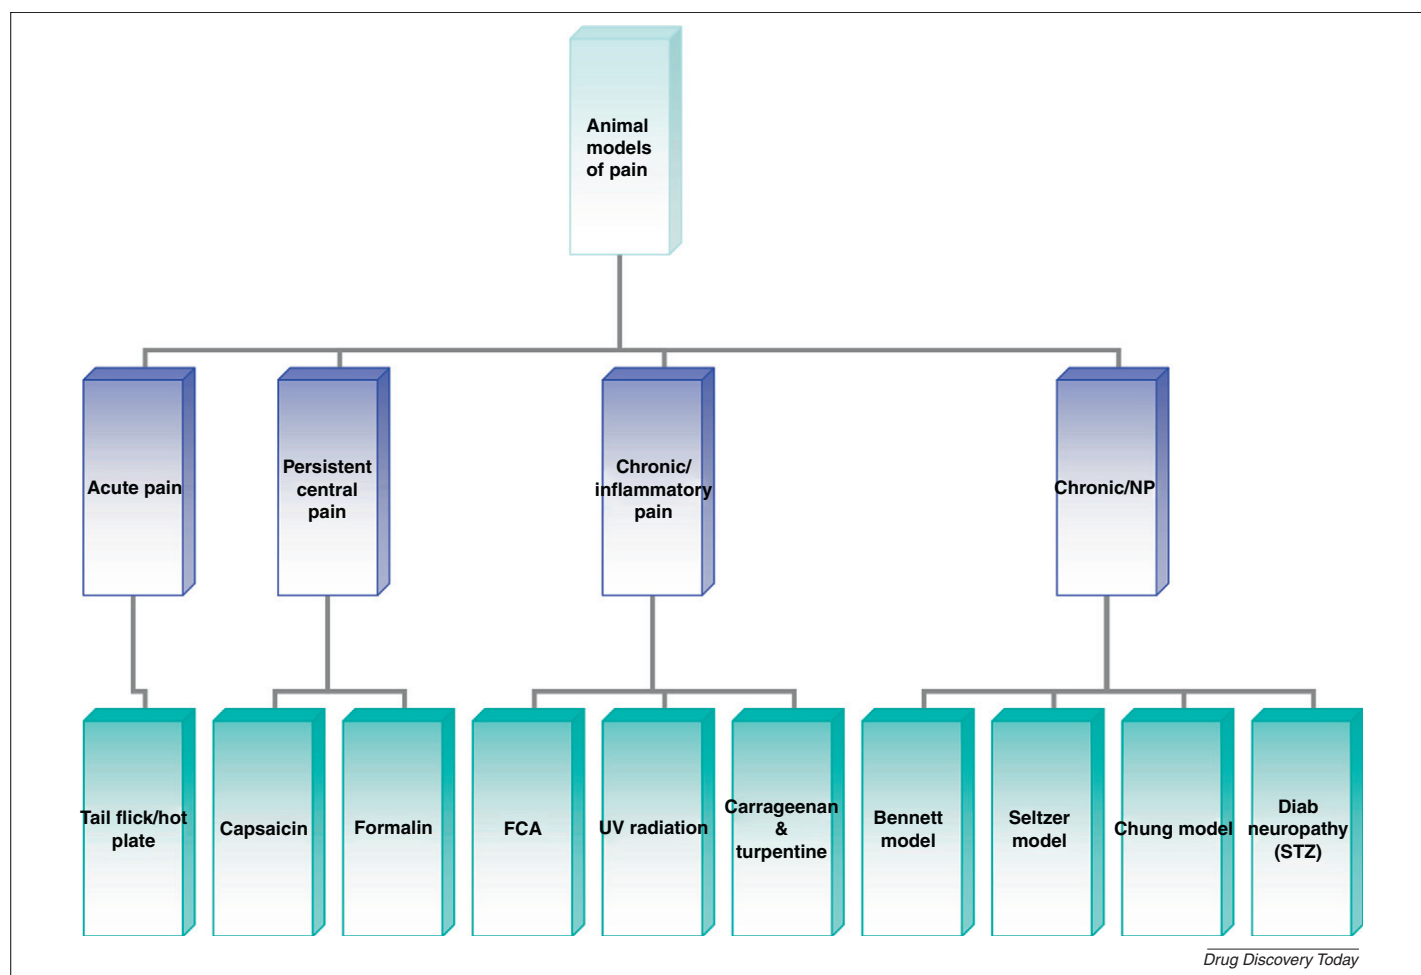 Animal
models
of pain
Acute pain
Persistent
central
pain
Chronic/
inflammatory
pain
Chronic/NP
Tail flick/hot
plate
Capsaicin
Formalin
FCA
UV radiation
Carrageenan
&
turpentine
Bennett
model
Seltzer
model
Chung model
Diab
neuropathy
(STZ)
Drug Discovery Today